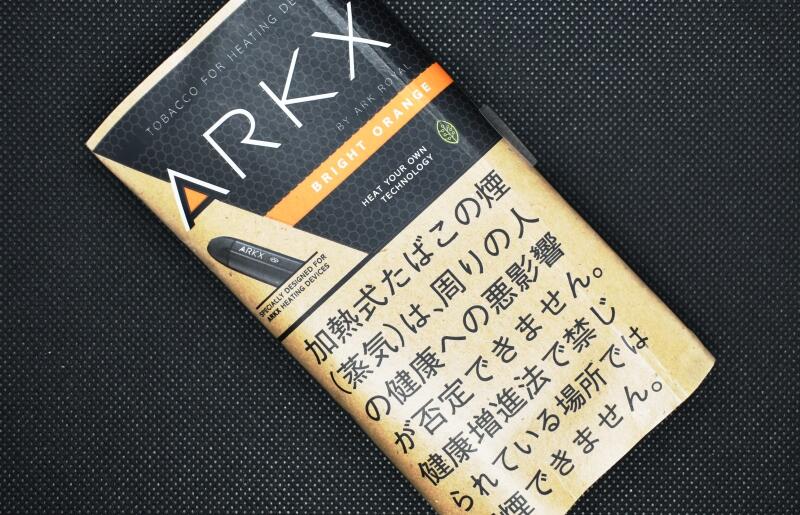 TOBACCO FOR HEATING DE
ARKX
BY ARK ROYAL
BRIGHT ORANGE
HEAT YOUR OWN
TECHNOLOGY
ARKX
SPECIALLY DESIGNED FOR
ARKX HEATING DEVICES
加熱式たばこの煙
(蒸気)は、周りの人
の健康への悪影響
が否定できません。
健康増進法で禁じ
られている場所では
煙できません。